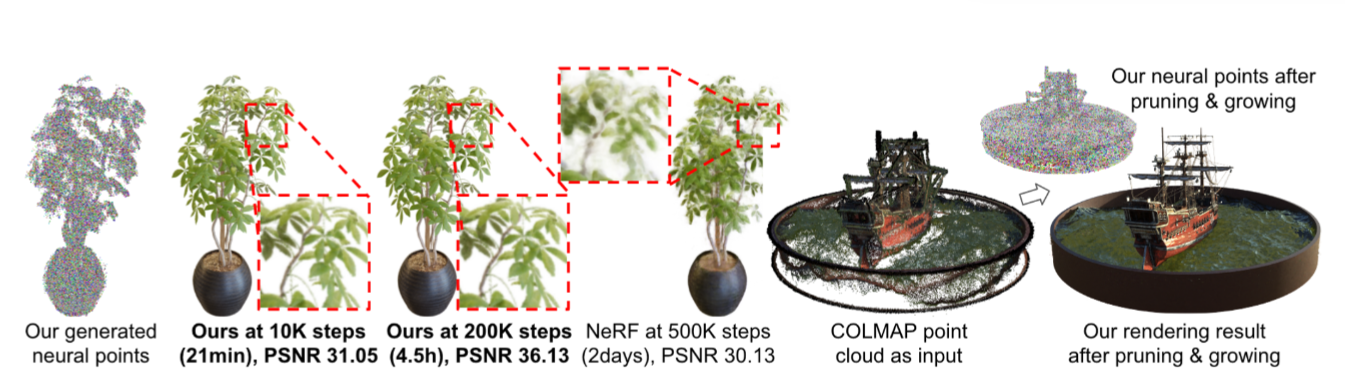 Our neural points after
pruning & growing
Our generated
neural points
Ours at 10K steps
(21min), PSNR 31.05
Ours at 200K steps
(4.5h), PSNR 36.13
NeRF at 500K steps
(2days), PSNR 30.13
COLMAP point
cloud as input
Our rendering result
after pruning & growing